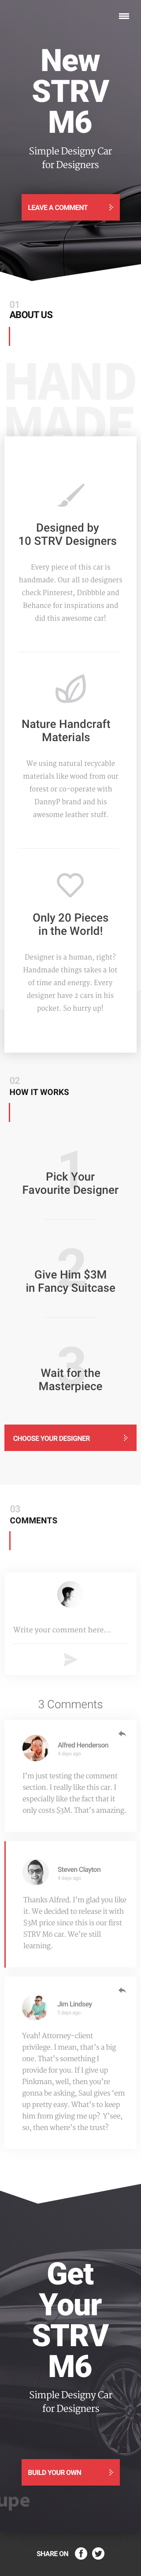 New
STRV
M6
Simple Designy Car
for Designers
LEAVE A COMMENT
01
ABOUT US
HAND
MADE
Designed by
10 STRV Designers
Every piece of this car is
handmade. Our all 10 designers
check Pinterest, Dribbble and
Behance for inspirations and
did this awesome car!
Nature Handcraft
Materials
We using natural recyclable
materials like wood from our
forest or co-operate with
DannyP brand and his
awesome leather stuff.
Only 20 Pieces
in the World!
Designer is a human, right?
Handmade things takes a lot
of time and energy. Every
designer have 2 cars in his
pocket. So hurry up!
02
HOW IT WORKS
1
Pick Your
Favourite Designer
2
Give Him $3M
in Fancy Suitcase
3
Wait for the
Masterpiece
CHOOSE YOUR DESIGNER
03
COMMENTS
Write your comment here...
3 Comments
Alfred Henderson
4 days ago
I'm just testing the comment
section. I really like this car. I
especially like the fact that it
only costs $3M. That's amazing.
Steven Clayton
4 days ago
Thanks Alfred. I'm glad you like
it. We decided to release it with
$3M price since this is our first
STRV M6 car. We're still
learning.
Jim Lindsey
5 days ago
Yeah! Attorney-client
privilege. I mean, that's a big
one. That's something I
provide for you. If I give up
Pinkman, well, then you're
gonna be asking, Saul gives 'em
up pretty easy. What's to keep
him from giving me up? Y'see,
so, then where's the trust?
Get
Your
STRV
M6
Simple Designy Car
for Designers
BUILD YOUR OWN
upe
SHARE ON